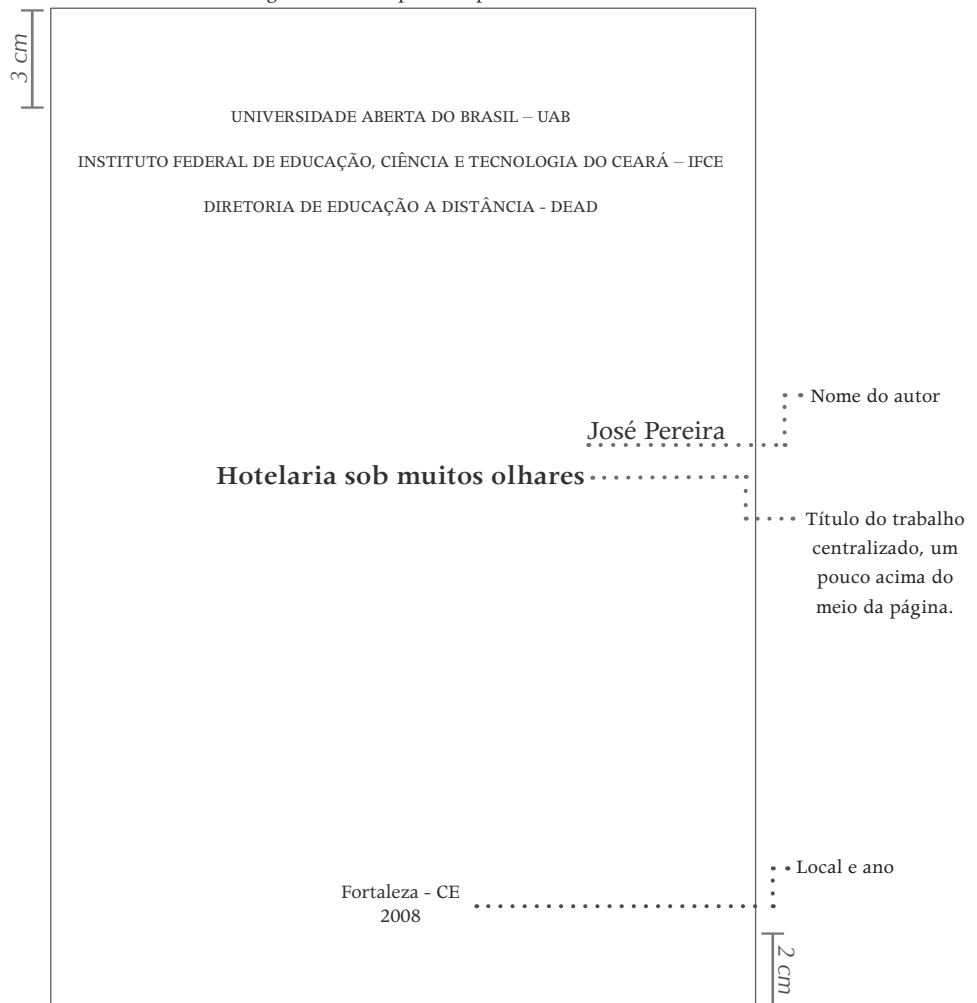 3 cm
UNIVERSIDADE ABERTA DO BRASIL – UAB
INSTITUTO FEDERAL DE EDUCAÇÃO, CIÊNCIA E TECNOLOGIA DO CEARÁ – IFCE
DIRETORIA DE EDUCAÇÃO A DISTÂNCIA - DEAD
Nome do autor
José Pereira
Hotelaria sob muitos olhares
Título do trabalho
centralizado, um
pouco acima do
meio da página.
Local e ano
Fortaleza - CE
2008
2 cm